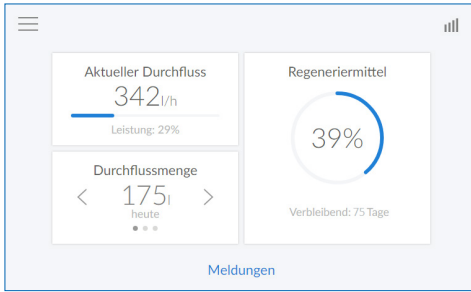 Aktueller Durchfluss
342l/h
Leistung: 29%
Durchflussmenge
175l
heute
Regeneriermittel
39%
Verbleibend: 75 Tage
Meldungen